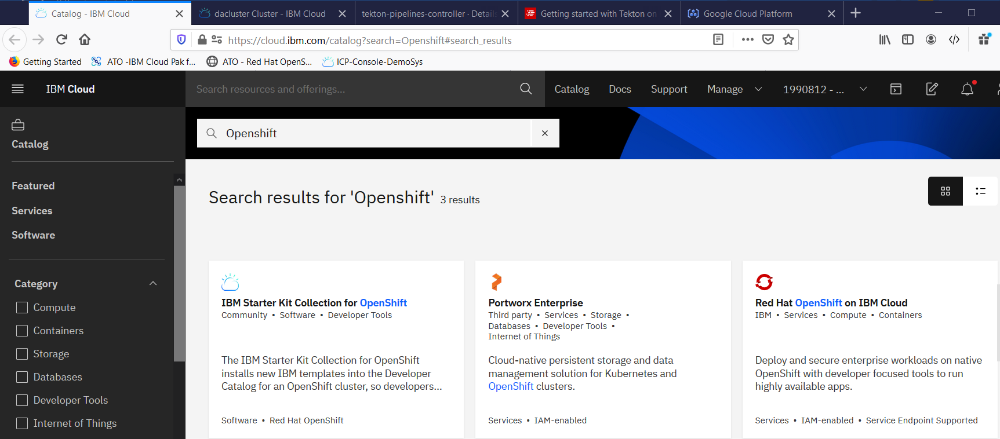 Catalog - IBM Cloud
dacluster Cluster - IBM Cloud
tekton-pipelines-controller · Details
Getting started with Tekton on
Google Cloud Platform
https://cloud.ibm.com/catalog?search=Openshift#search_results
Getting Started
ATO -IBM Cloud Pak f...
ATO - Red Hat OpenS...
ICP-Console-DemoSys
IBM Cloud
Search resources and offerings...
Catalog
Docs
Support
Manage
1990812 - ...
Catalog
Openshift
Featured
Services
Software
Category
Compute
Containers
Storage
Databases
Developer Tools
Internet of Things
Search results for 'Openshift' 3 results
IBM Starter Kit Collection for OpenShift
Community • Software • Developer Tools
The IBM Starter Kit Collection for OpenShift
installs new IBM templates into the Developer
Catalog for an OpenShift cluster, so developers...
Software • Red Hat OpenShift
Portworx Enterprise
Third party • Services • Storage •
Databases • Developer Tools •
Internet of Things
Cloud-native persistent storage and data
management solution for Kubernetes and
OpenShift clusters.
Services • IAM-enabled
Red Hat OpenShift on IBM Cloud
IBM • Services • Compute • Containers
Deploy and secure enterprise workloads on native
OpenShift with developer focused tools to run
highly available apps.
Services • IAM-enabled • Service Endpoint Supported